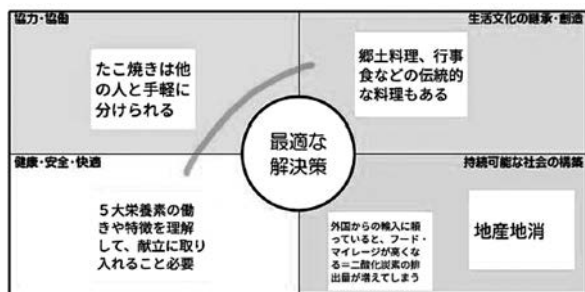 協力・協働
生活文化の継承・創造
たこ焼きは他
の人と手軽に
分けられる
郷土料理、行事
食などの伝統的
な料理もある
最適な
解決策
健康・安全・快適
持続可能な社会の構築
5大栄養素の働
きや特徴を理解
して、献立に取り
入れること必要
外国からの輸入に頼
っていると、フード・
マイレージが高くな
る=二酸化炭素の排
出量が増えてしまう
地産地消